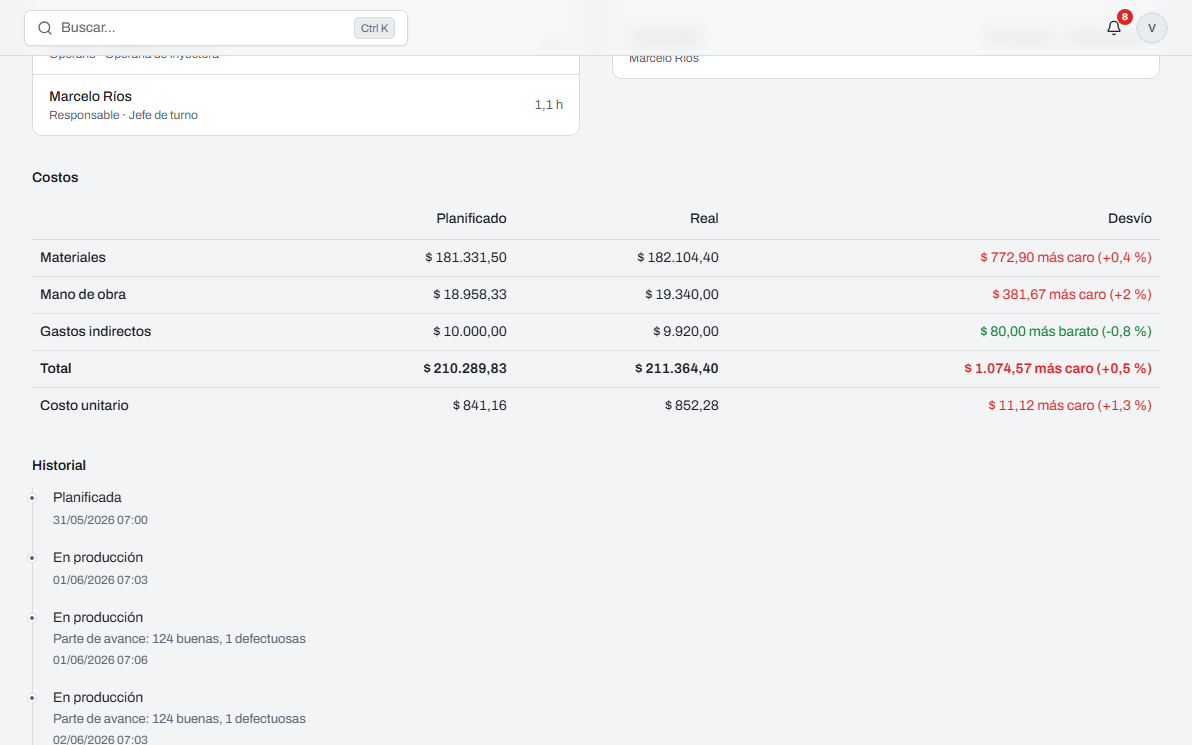 Buscar...
Ctrl K
8
V
Marcelo Ríos
Marcelo Ríos
1,1 h
Responsable · Jefe de turno
Costos
Planificado Real Desvío
Materiales $ 181.331,50 $ 182.104,40 $ 772,90 más caro (+0,4 %)
Mano de obra $ 18.958,33 $ 19.340,00 $ 381,67 más caro (+2 %)
Gastos indirectos $ 10.000,00 $ 9.920,00 $ 80,00 más barato (-0,8 %)
Total $ 210.289,83 $ 211.364,40 $ 1.074,57 más caro (+0,5 %)
Costo unitario $ 841,16 $ 852,28 $ 11,12 más caro (+1,3 %)
Historial
Planificada
31/05/2026 07:00
En producción
01/06/2026 07:03
En producción
Parte de avance: 124 buenas, 1 defectuosas
01/06/2026 07:06
En producción
Parte de avance: 124 buenas, 1 defectuosas
02/06/2026 07:03